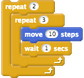 repeat 2
repeat 3
move 10 steps
wait 1 secs